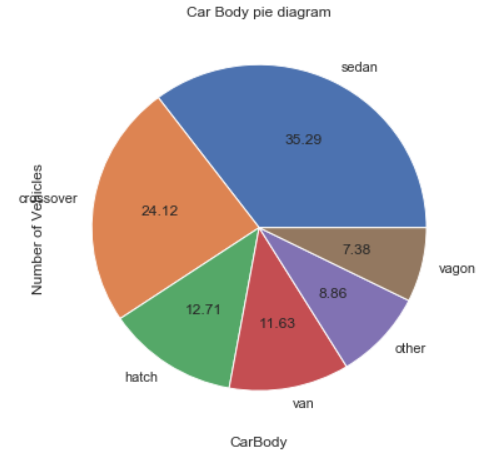 Car Body pie diagram
sedan
35.29
crossover
24.12
Number of Vehicles
7.38
vagon
8.86
12.71
11.63
other
hatch
van
CarBody